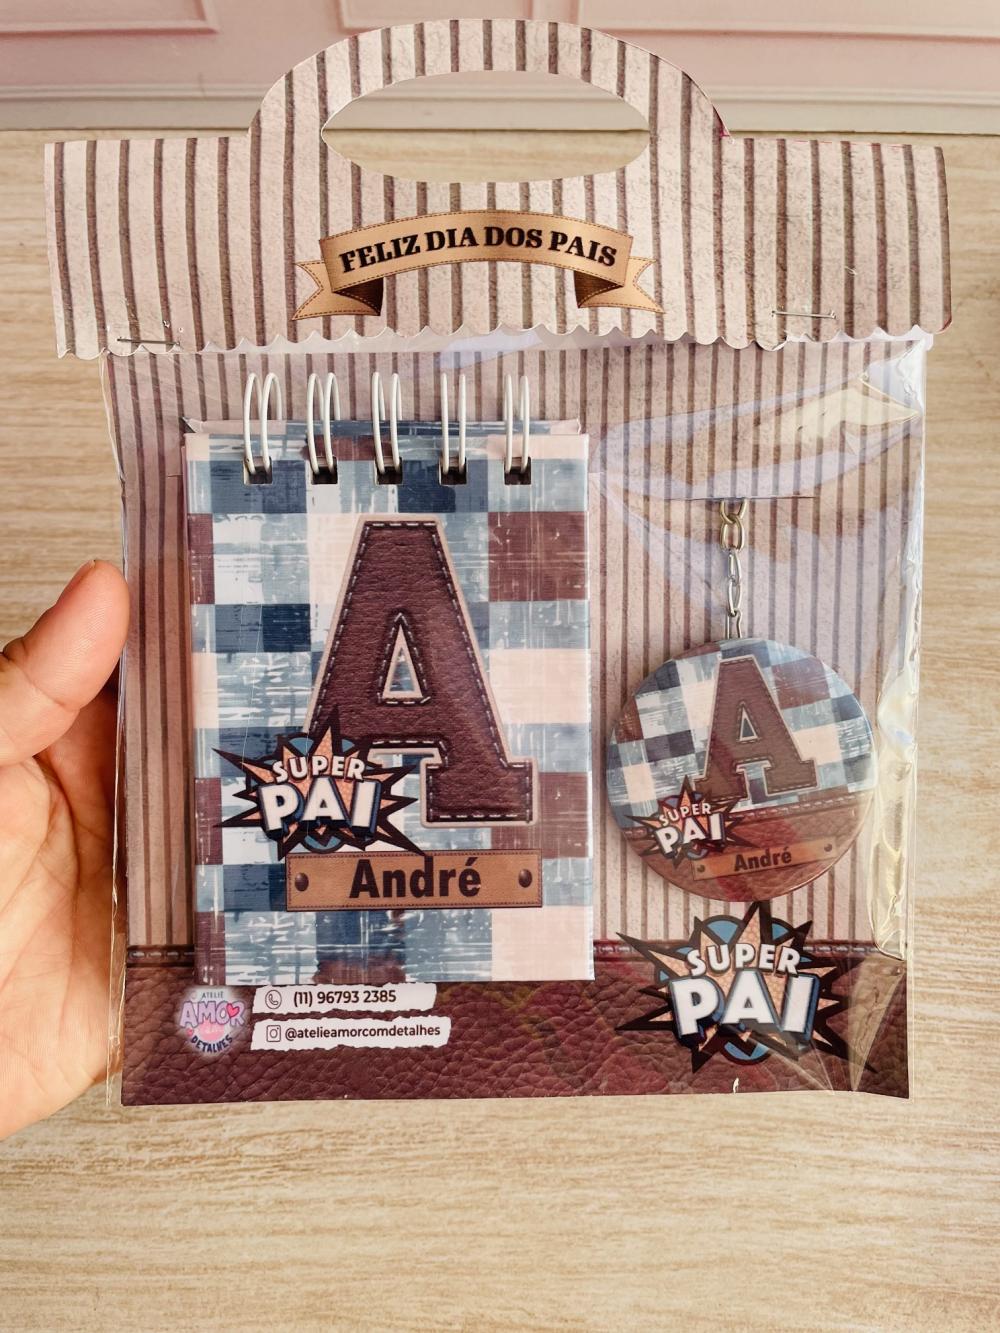 FELIZ DIA DOS PAIS
A
SUPER
PAI
André
A
SUPER
PAI
André
SUPER
PAI
ATELIÊ
AMOR
DETALHES
(11) 96793 2385
@atelieamorcomdetalhes